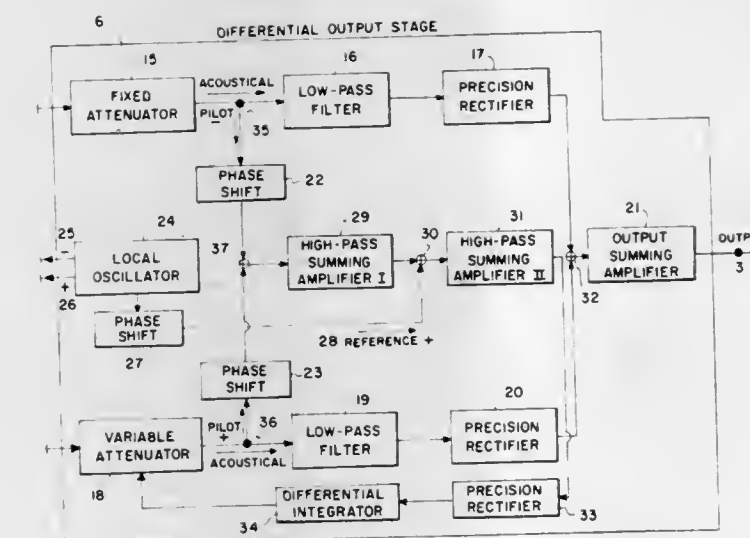 6
DIFFERENTIAL OUTPUT STAGE
15
16
17
FIXED
ATTENUATOR
ACOUSTICAL
PILOT
-
35
LOW-PASS
FILTER
PRECISION
RECTIFIER
PHASE
SHIFT
22
25
-
24
LOCAL
OSCILLATOR
+
26
PHASE
SHIFT
27
37
29
HIGH-PASS
SUMMING
AMPLIFIER I
30
31
HIGH-PASS
SUMMING
AMPLIFIER II
32
21
OUTPUT
SUMMING
AMPLIFIER
OUTP
3
28 REFERENCE +
PHASE
SHIFT
23
VARIABLE
ATTENUATOR
18
PILOT
+
36
ACOUSTICAL
19
LOW-PASS
FILTER
20
PRECISION
RECTIFIER
DIFFERENTIAL
INTEGRATOR
34
PRECISION
RECTIFIER
33